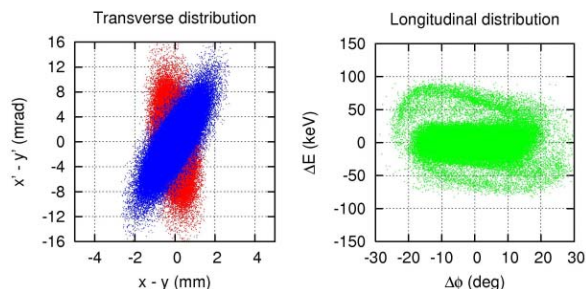 Transverse distribution
16
12
8
4
0
-4
-8
-12
-16
x' - y' (mrad)
-4 -2 0 2 4
x - y (mm)
Longitudinal distribution
150
100
50
0
-50
-100
-150
ΔE (keV)
-30 -20 -10 0 10 20 30
Δϕ (deg)